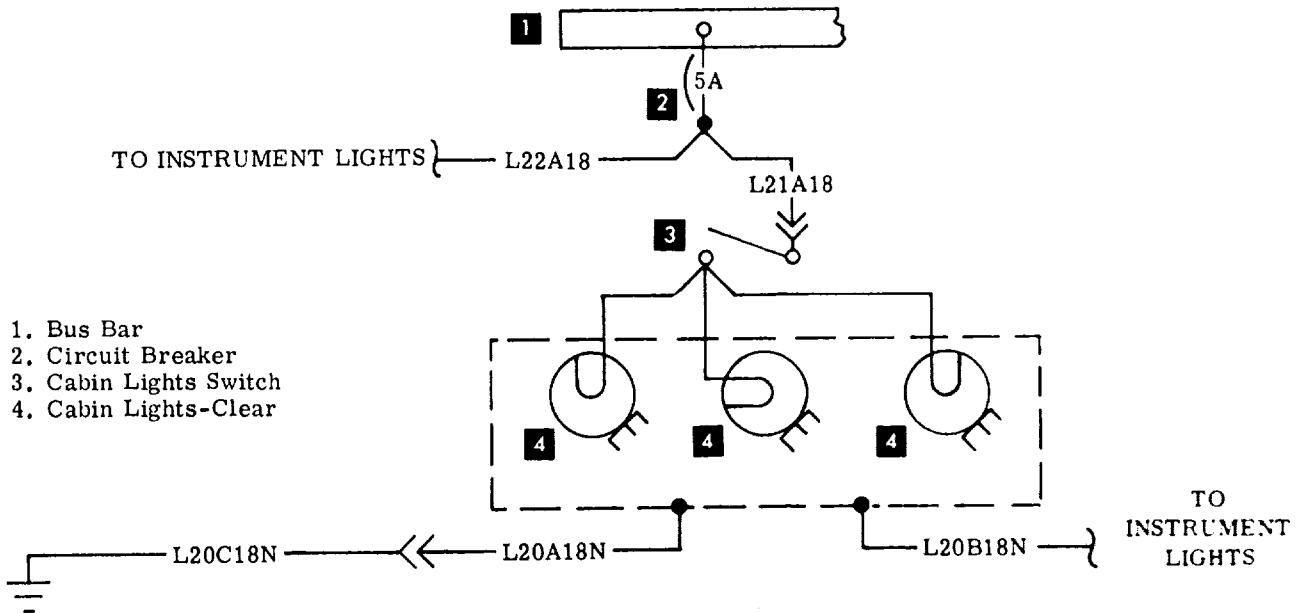 1
5A
2
TO INSTRUMENT LIGHTS
L22A18
L21A18
3
1. Bus Bar
2. Circuit Breaker
3. Cabin Lights Switch
4. Cabin Lights-Clear
4
4
4
L20C18N
L20A18N
L20B18N
TO
INSTRUMENT
LIGHTS